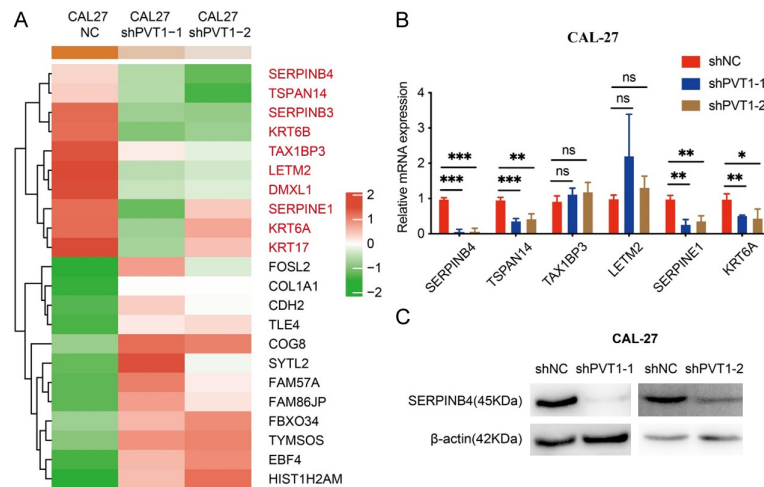 A
CAL27
NC
CAL27
shPVT1-1
CAL27
shPVT1-2
SERPINB4
TSPAN14
SERPINB3
KRT6B
TAX1BP3
LETM2
DMXL1
SERPINE1
KRT6A
KRT17
FOSL2
COL1A1
CDH2
TLE4
COG8
SYTL2
FAM57A
FAM86JP
FBXO34
TYMSOS
EBF4
HIST1H2AM
2
1
0
−1
−2
B
CAL-27
shNC
shPVT1-1
shPVT1-2
Relative mRNA expression
4
3
2
1
0
***
***
**
***
ns
ns
ns
ns
**
**
*
**
SERPINB4
TSPAN14
TAX1BP3
LETM2
SERPINE1
KRT6A
C
CAL-27
shNC shPVT1-1 shNC shPVT1-2
SERPINB4(45KDa)
β-actin(42KDa)